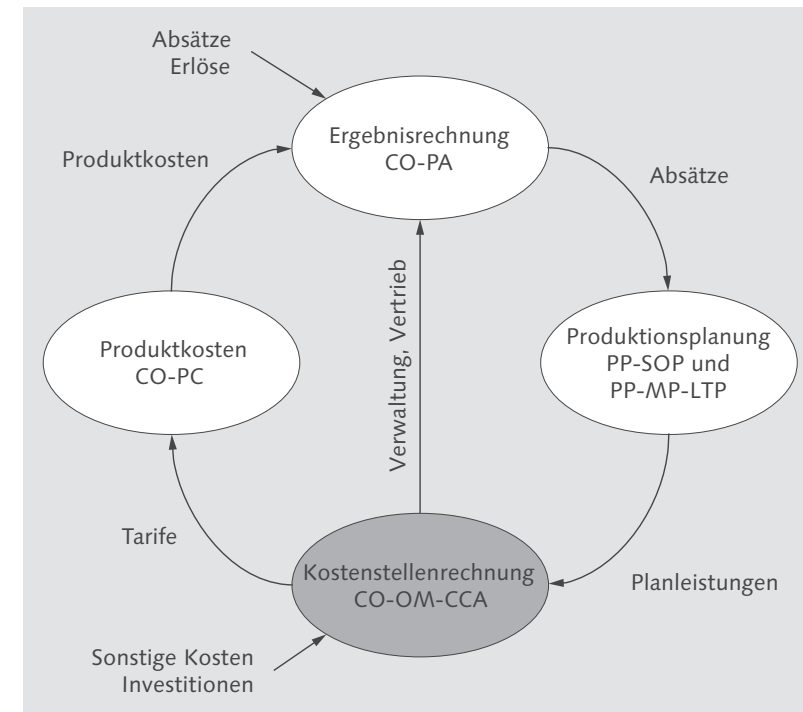 Absätze
Erlöse
Ergebnisrechnung
CO-PA
Produktkosten
Absätze
Verwaltung, Vertrieb
Produktkosten
CO-PC
Produktionsplanung
PP-SOP und
PP-MP-LTP
Tarife
Kostenstellenrechnung
CO-OM-CCA
Planleistungen
Sonstige Kosten
Investitionen